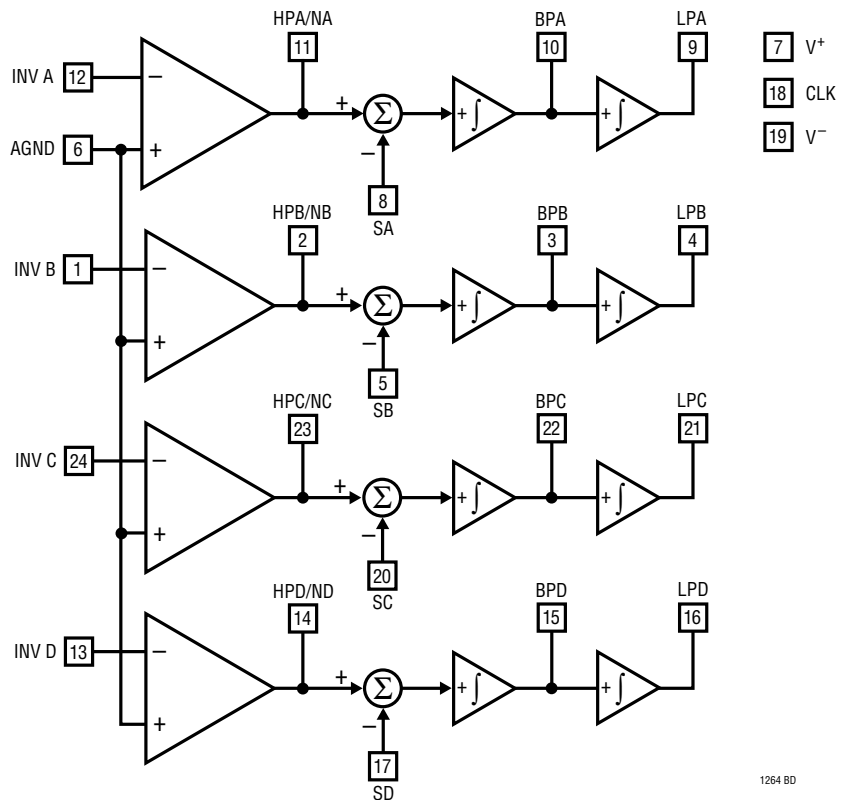 HPA/NA BPA LPA
11 10 9 7 V+
INV A 12 − + Σ + ∫ + ∫ 18 CLK
AGND 6 + − 19 V−
8
SA
HPB/NB BPB LPB
2 3 4
INV B 1 − + Σ + ∫ + ∫
+ −
5
SB
HPC/NC BPC LPC
23 22 21
INV C 24 − + Σ + ∫ + ∫
+ −
20
SC
HPD/ND BPD LPD
14 15 16
INV D 13 − + Σ + ∫ + ∫
+ −
17
SD
1264 BD